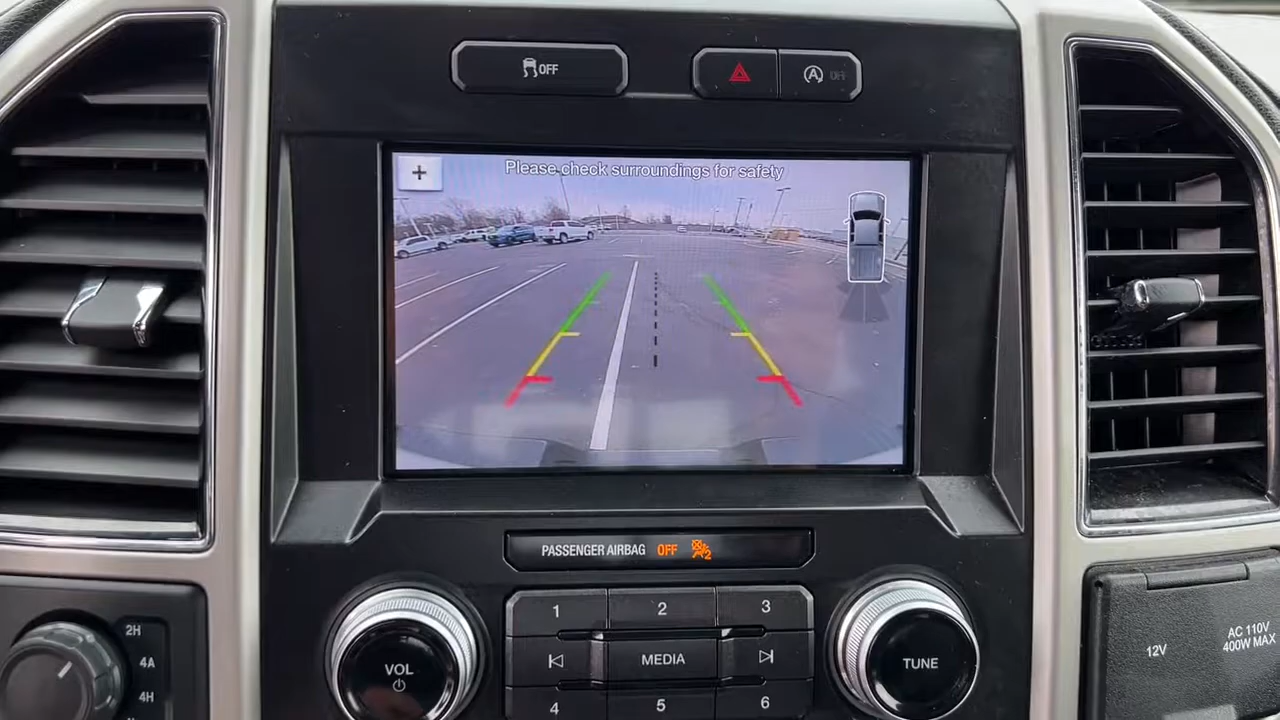 OFF
A OFF
+
Please check surroundings for safety
PASSENGER AIRBAG OFF 2
1 2 3
VOL
MEDIA
TUNE
4 5 6
2H
4A
4H
12V
AC 110V
400W MAX